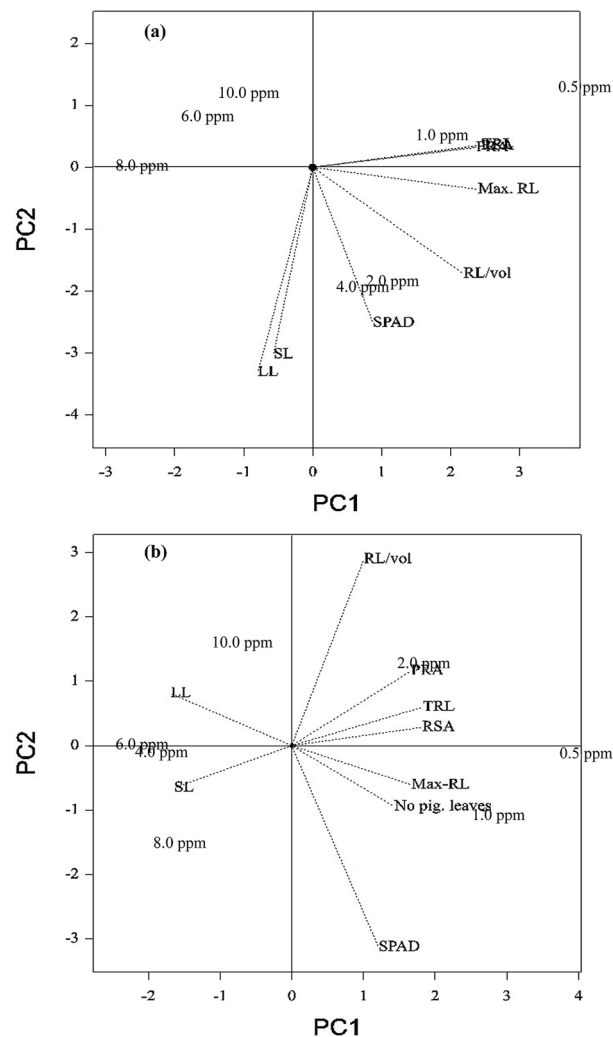 (a)
2
10.0 ppm
0.5 ppm
1
6.0 ppm
1.0 ppm
TRL
PRA
0
8.0 ppm
Max. RL
PC2
-1
RL/vol
2.0 ppm
-2
4.0 ppm
SPAD
-3
SL
LL
-4
-3 -2 -1 0 1 2 3
PC1
(b)
3
RL/vol
2
10.0 ppm
2.0 ppm
PRA
1
LL
TRL
RSA
PC2
0
6.0 ppm
4.0 ppm
0.5 ppm
SL
Max-RL
No pig. leaves
-1
1.0 ppm
8.0 ppm
-2
-3
SPAD
-2 -1 0 1 2 3 4
PC1